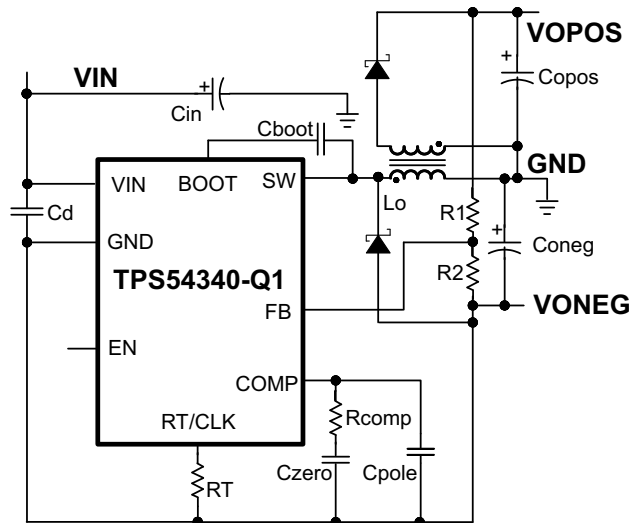 VOPOS
VIN
Copos
Cin
Cboot
GND
VIN
BOOT
SW
Lo
R1
Cd
GND
Coneg
R2
TPS54340-Q1
FB
VONEG
EN
COMP
RT/CLK
Rcomp
Czero
Cpole
RT